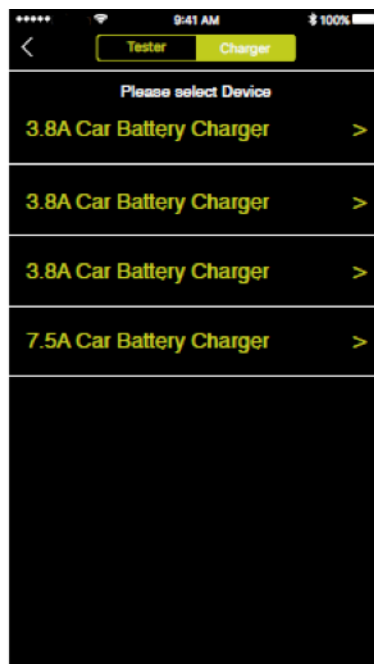 9:41 AM 100%
< Tester Charger
Please select Device
3.8A Car Battery Charger >
3.8A Car Battery Charger >
3.8A Car Battery Charger >
7.5A Car Battery Charger >